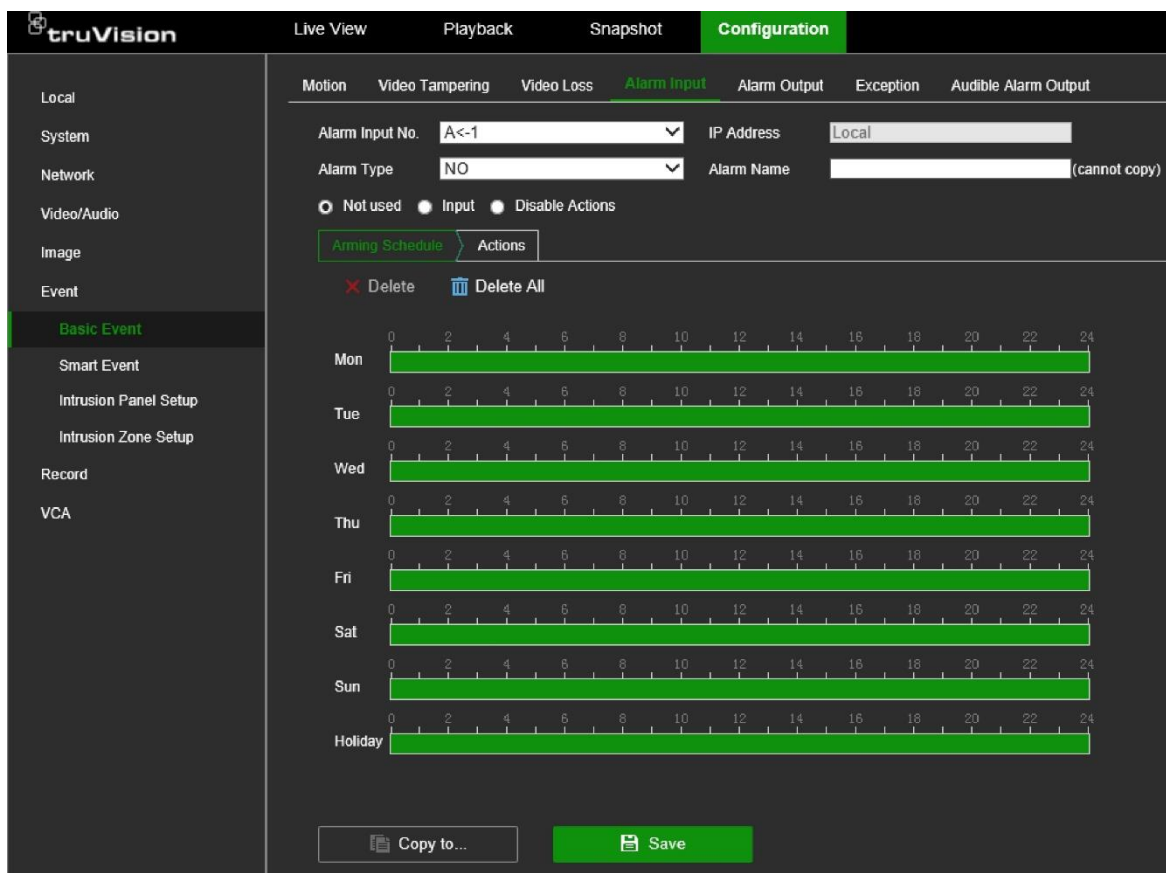 truVision Live View Playback Snapshot Configuration
Local
System
Network
Video/Audio
Image
Event
Basic Event
Smart Event
Intrusion Panel Setup
Intrusion Zone Setup
Record
VCA
Motion Video Tampering Video Loss Alarm Input Alarm Output Exception Audible Alarm Output
Alarm Input No. A<-1 IP Address Local
Alarm Type NO Alarm Name (cannot copy)
Not used Input Disable Actions
Arming Schedule Actions
Delete Delete All
0 2 4 6 8 10 12 14 16 18 20 22 24
Mon
0 2 4 6 8 10 12 14 16 18 20 22 24
Tue
0 2 4 6 8 10 12 14 16 18 20 22 24
Wed
0 2 4 6 8 10 12 14 16 18 20 22 24
Thu
0 2 4 6 8 10 12 14 16 18 20 22 24
Fri
0 2 4 6 8 10 12 14 16 18 20 22 24
Sat
0 2 4 6 8 10 12 14 16 18 20 22 24
Sun
0 2 4 6 8 10 12 14 16 18 20 22 24
Holiday
Copy to... Save